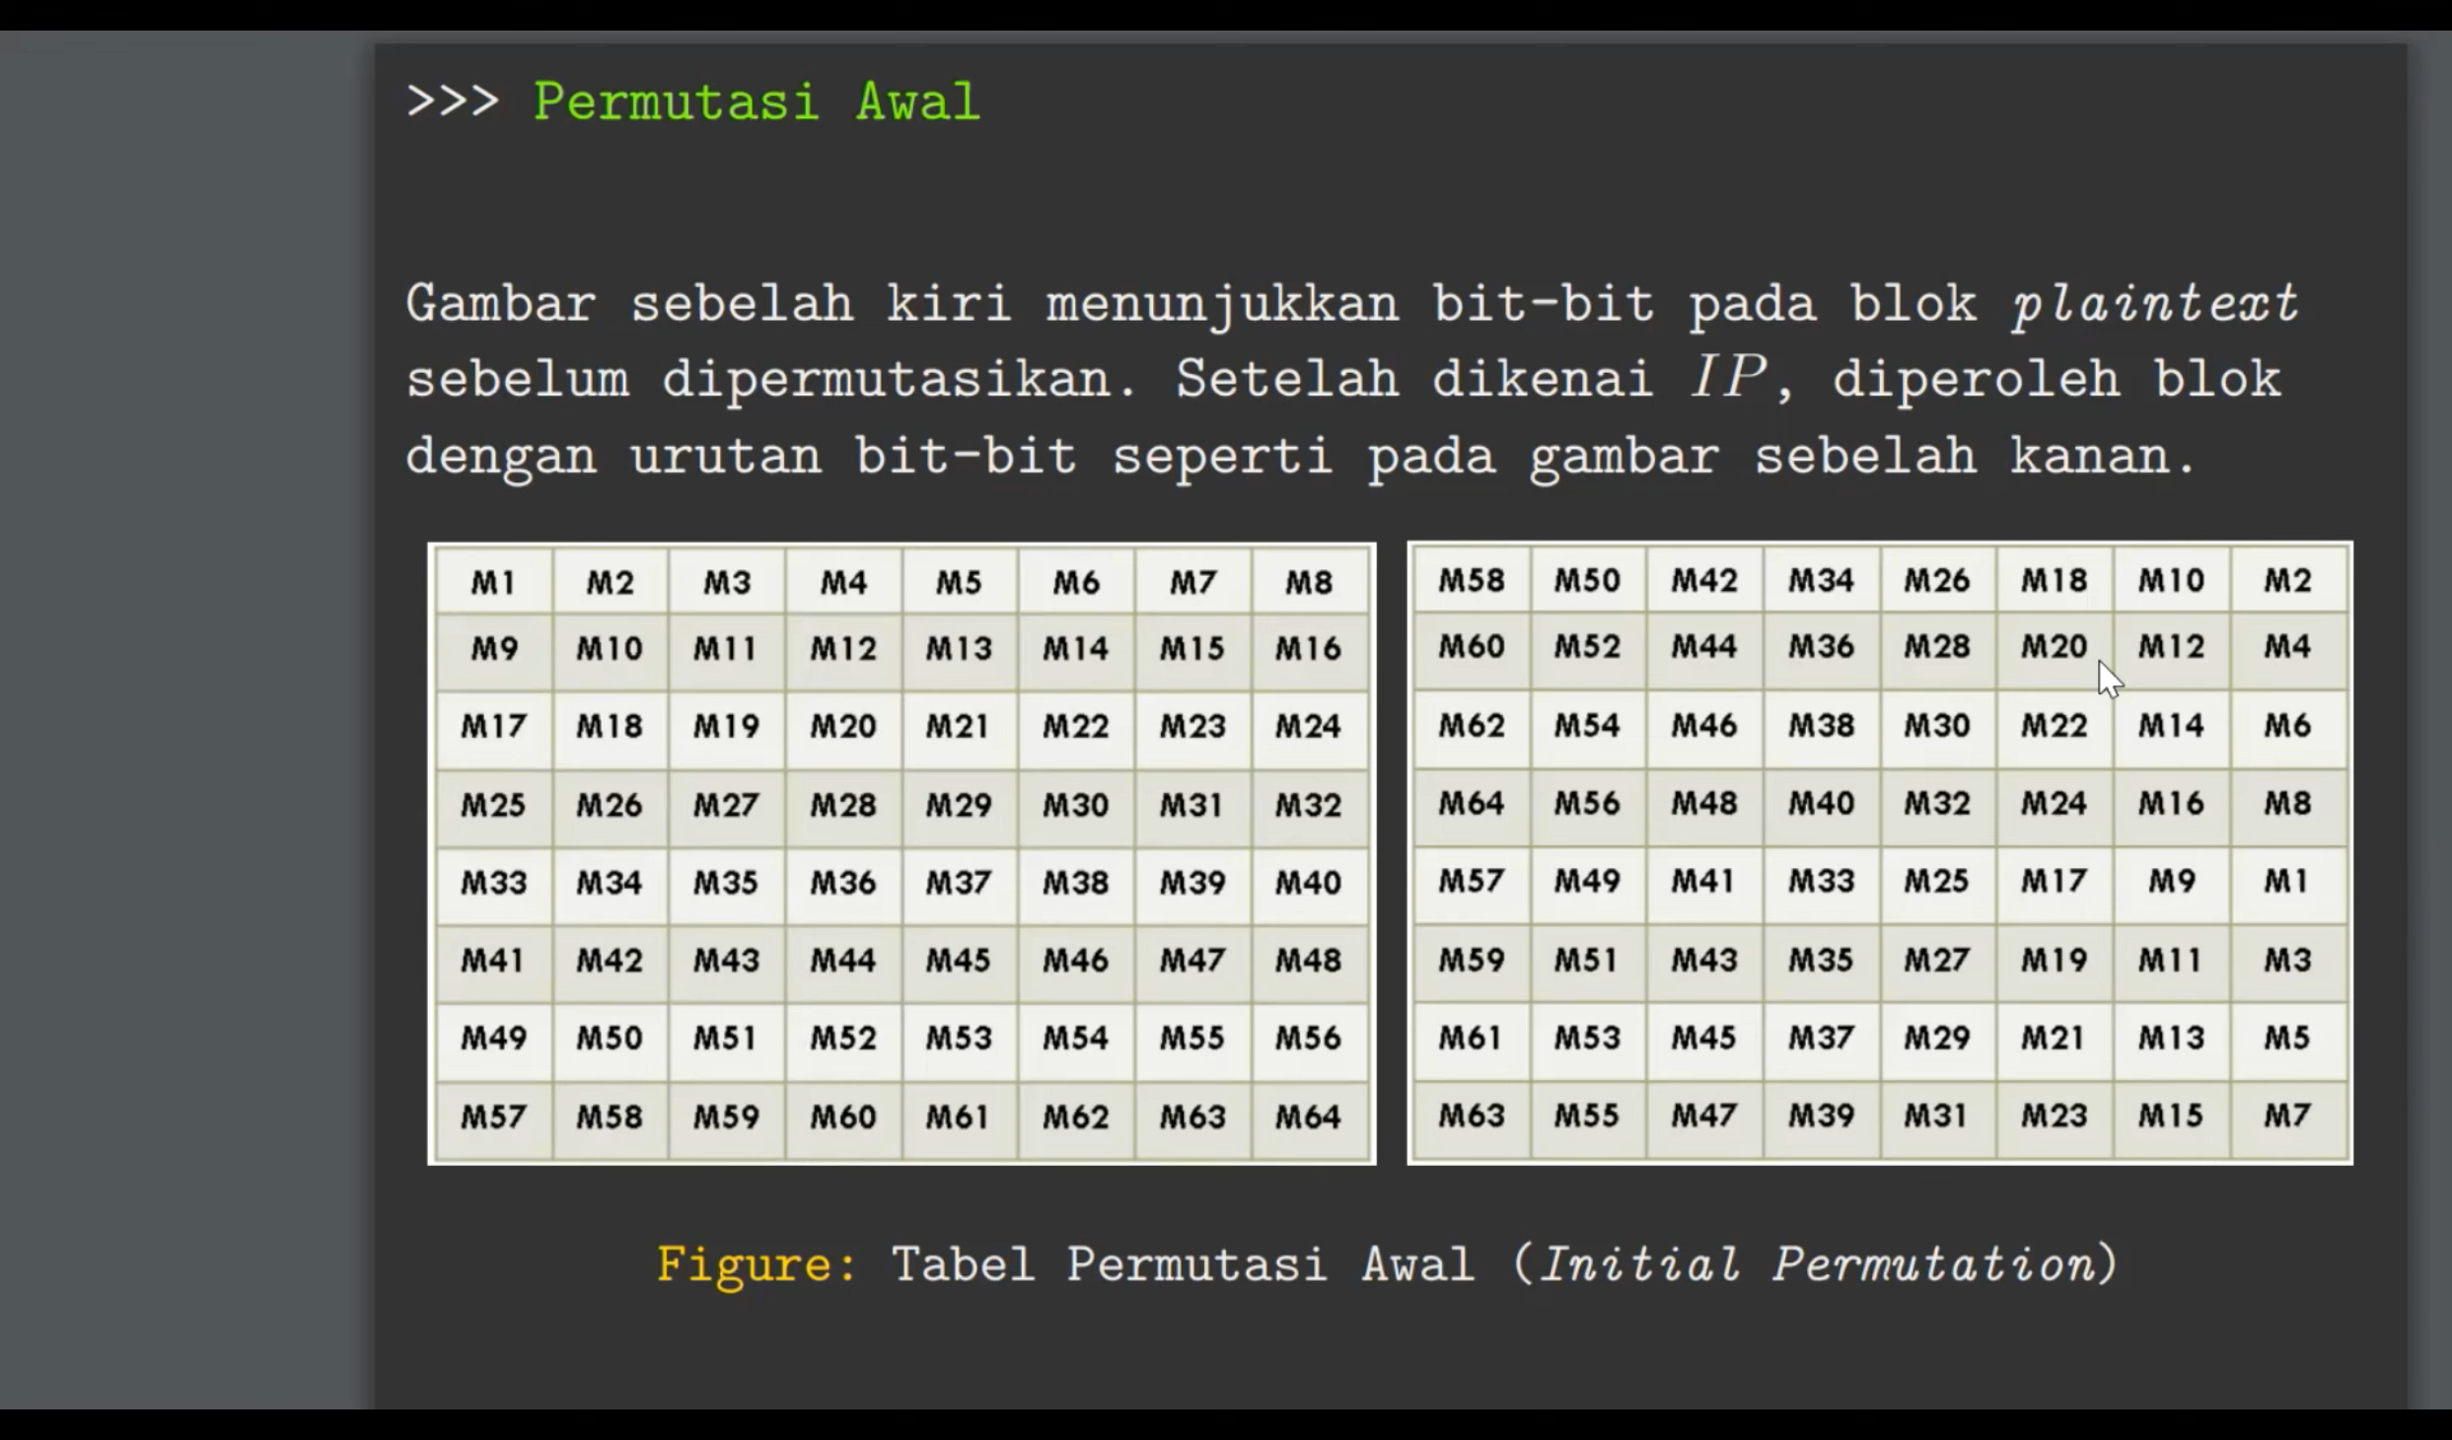 >>> Permutasi Awal
Gambar sebelah kiri menunjukkan bit-bit pada blok plaintext
sebelum dipermutasikan. Setelah dikenai IP, diperoleh blok
dengan urutan bit-bit seperti pada gambar sebelah kanan.
M1 M2 M3 M4 M5 M6 M7 M8
M9 M10 M11 M12 M13 M14 M15 M16
M17 M18 M19 M20 M21 M22 M23 M24
M25 M26 M27 M28 M29 M30 M31 M32
M33 M34 M35 M36 M37 M38 M39 M40
M41 M42 M43 M44 M45 M46 M47 M48
M49 M50 M51 M52 M53 M54 M55 M56
M57 M58 M59 M60 M61 M62 M63 M64
M58 M50 M42 M34 M26 M18 M10 M2
M60 M52 M44 M36 M28 M20 M12 M4
M62 M54 M46 M38 M30 M22 M14 M6
M64 M56 M48 M40 M32 M24 M16 M8
M57 M49 M41 M33 M25 M17 M9 M1
M59 M51 M43 M35 M27 M19 M11 M3
M61 M53 M45 M37 M29 M21 M13 M5
M63 M55 M47 M39 M31 M23 M15 M7
Figure: Tabel Permutasi Awal (Initial Permutation)